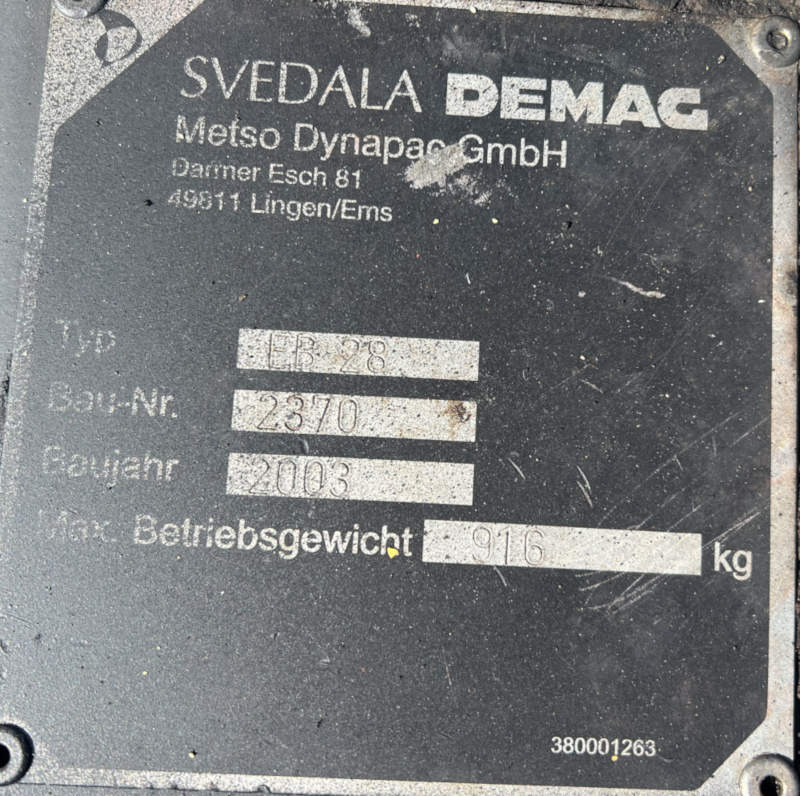 SVEDALA DEMAG
Metso Dynapac GmbH
Darmer Esch 81
49811 Lingen/Ems
Typ EB 28
Bau-Nr. 2370
Baujahr 2003
Max. Betriebsgewicht 916 kg
380001263